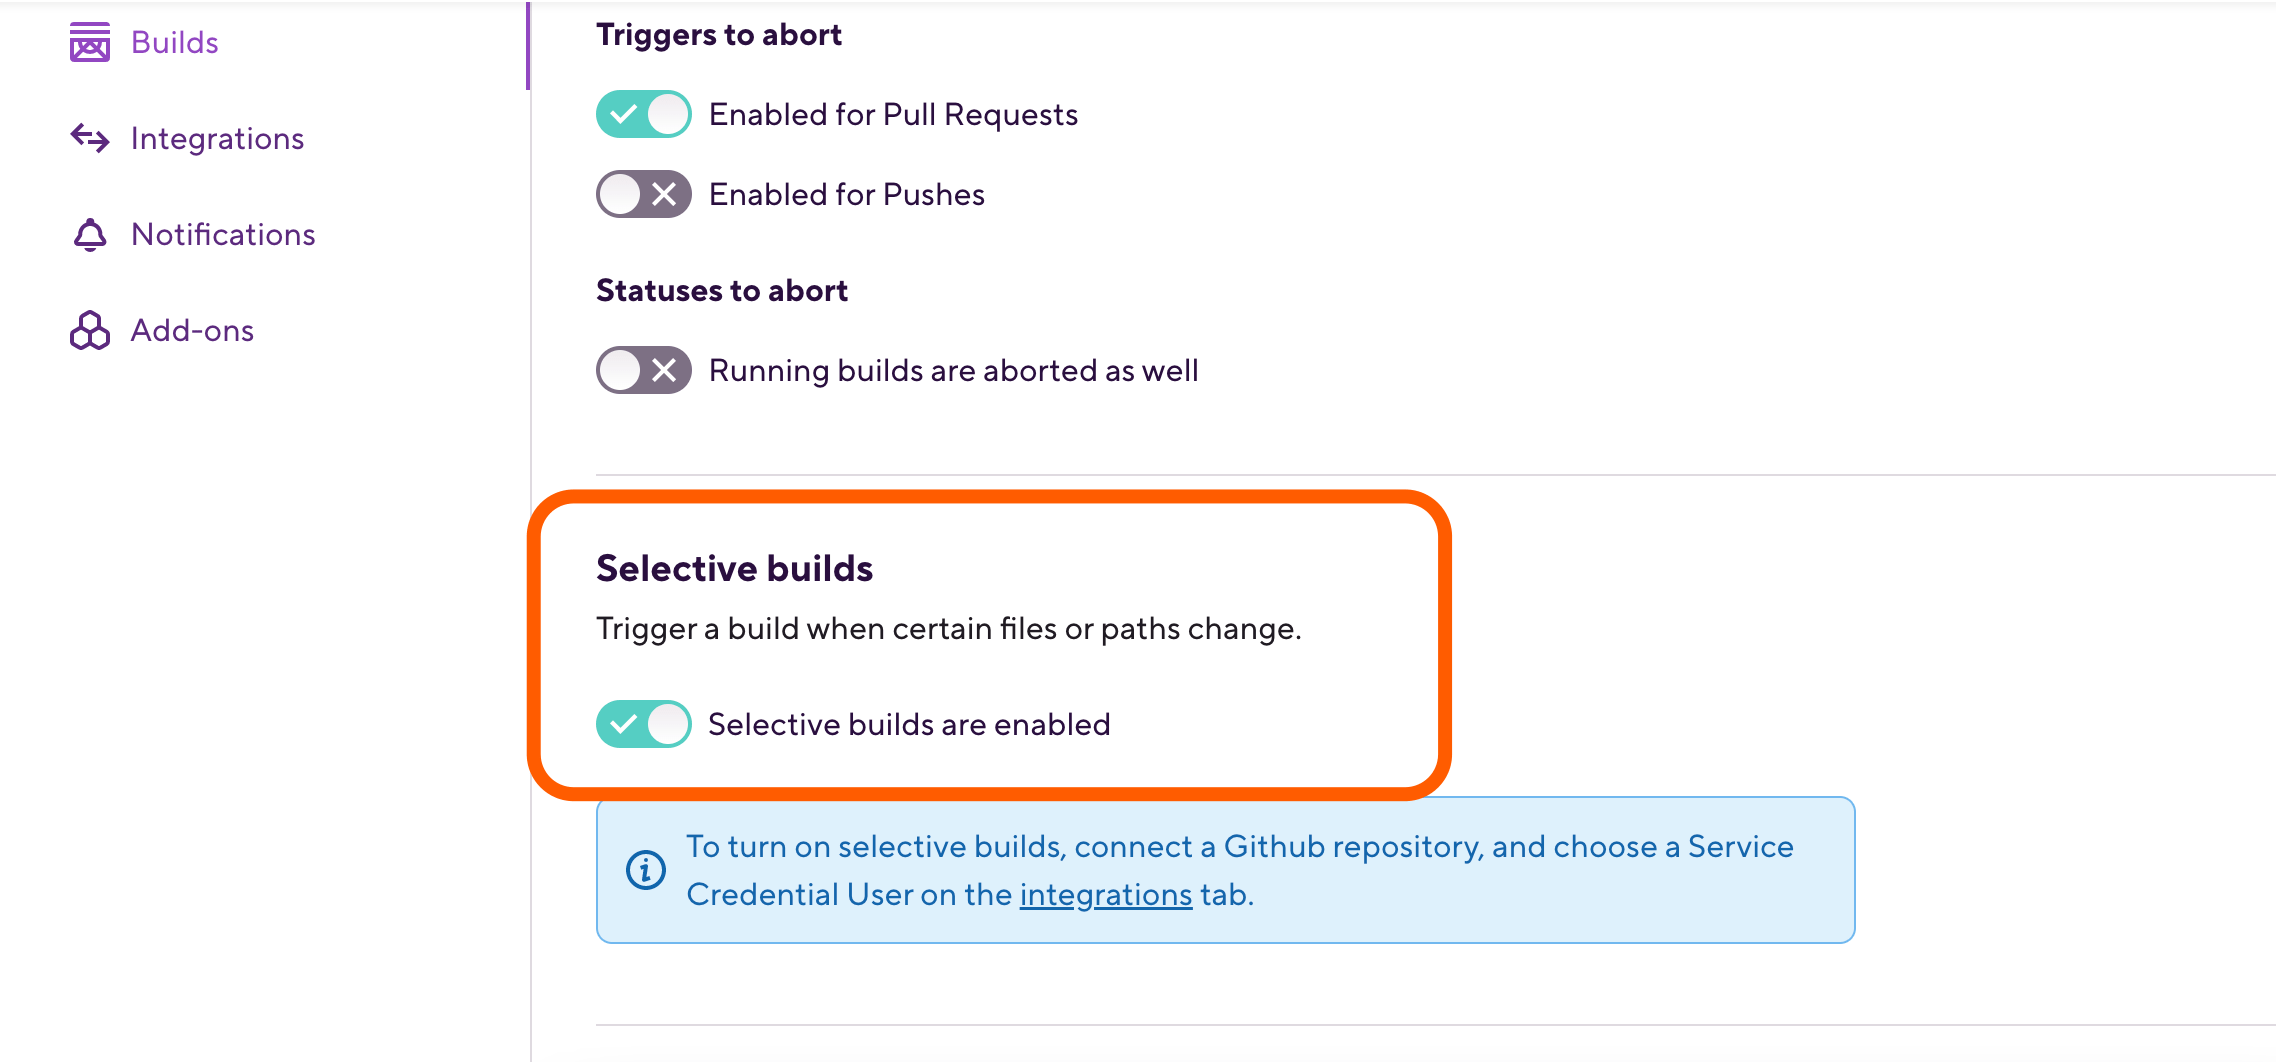 Builds
Integrations
Notifications
Add-ons
Triggers to abort
Enabled for Pull Requests
Enabled for Pushes
Statuses to abort
Running builds are aborted as well
Selective builds
Trigger a build when certain files or paths change.
Selective builds are enabled
To turn on selective builds, connect a Github repository, and choose a Service
Credential User on the integrations tab.